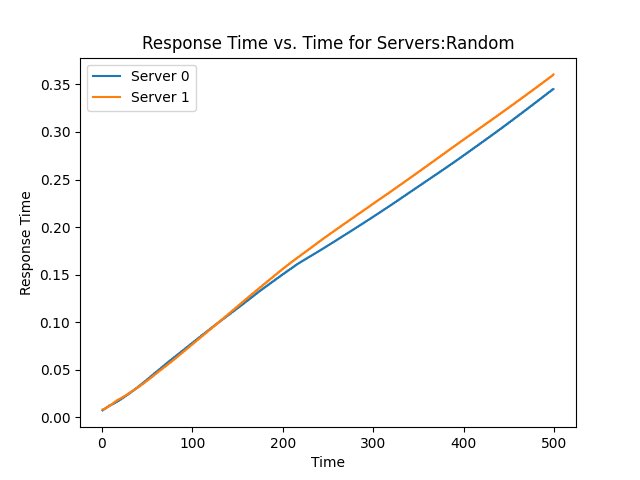 Response Time vs. Time for Servers:Random
Server 0
Server 1
Response Time
0.35
0.30
0.25
0.20
0.15
0.10
0.05
0.00
0 100 200 300 400 500
Time